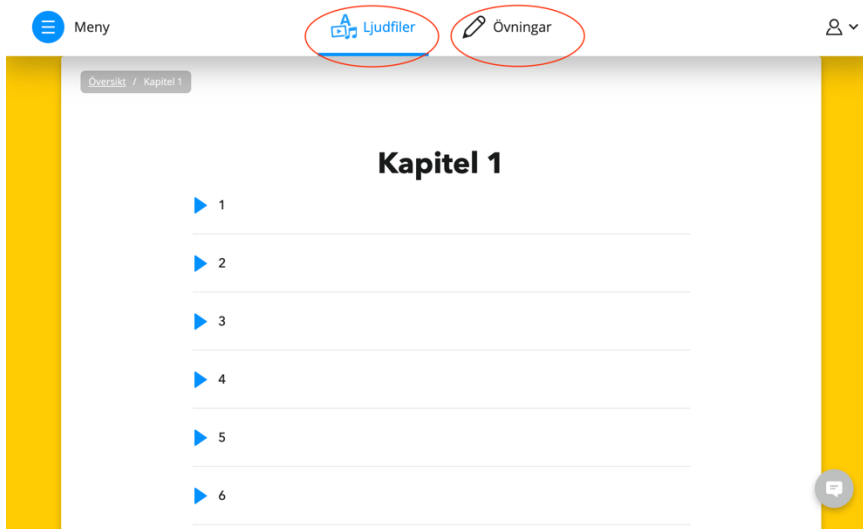 Meny
Ljudfiler
Övningar
Översikt / Kapitel 1
Kapitel 1
1
2
3
4
5
6